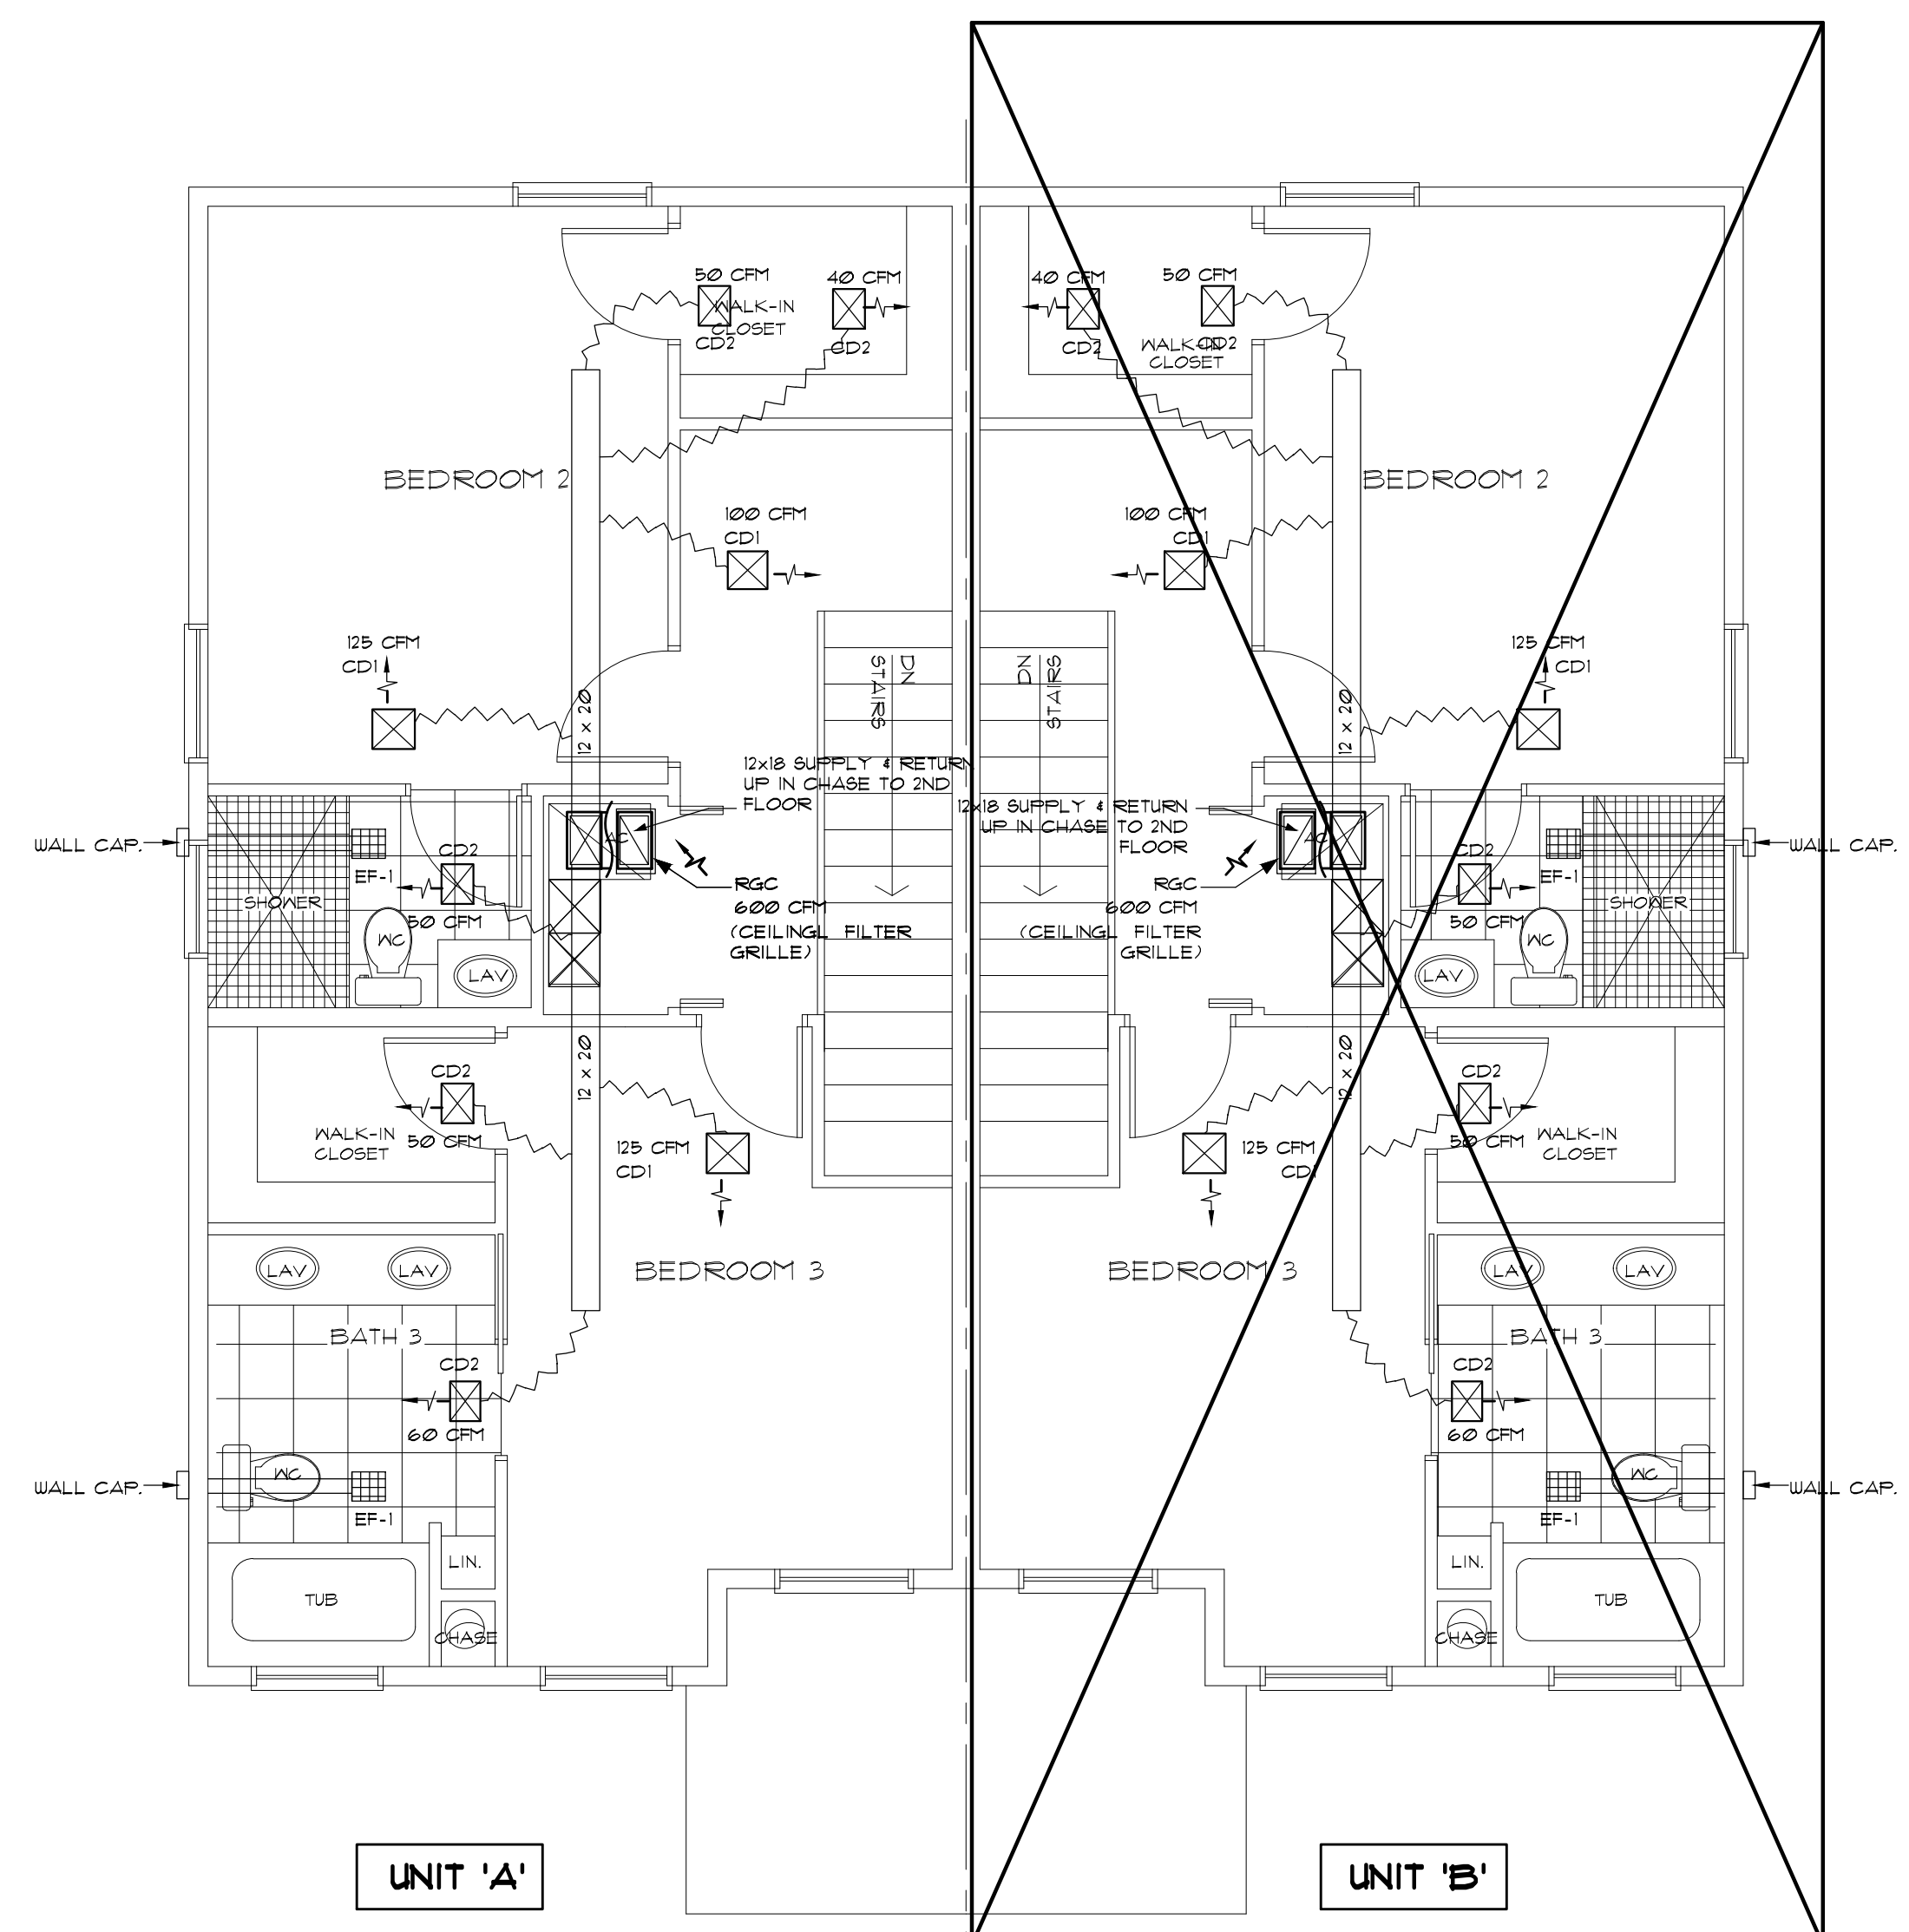 50 CFM
WALK-IN
CLOSET
CD2
40 CFM
CD2
BEDROOM 2
100 CFM
CD1
125 CFM
CD1
12 x 20
DN
STAIRS
12x18 SUPPLY & RETURN
UP IN CHASE TO 2ND
FLOOR
AC
RGC
600 CFM
(CEILINGL FILTER
GRILLE)
WALL CAP.
SHOWER
EF-1
CD2
50 CFM
WC
LAV
12 x 20
CD2
50 CFM
WALK-IN
CLOSET
125 CFM
CD1
BEDROOM 3
LAV
LAV
BATH 3
CD2
60 CFM
WALL CAP.
WC
EF-1
LIN.
TUB
CHASE
UNIT 'A'
40 CFM
CD2
50 CFM
CD2
WALK-IN
CLOSET
BEDROOM 2
100 CFM
CD1
125 CFM
CD1
12 x 20
DN
STAIRS
12x18 SUPPLY & RETURN
UP IN CHASE TO 2ND
FLOOR
AC
RGC
600 CFM
(CEILINGL FILTER
GRILLE)
CD2
50 CFM
EF-1
SHOWER
WALL CAP.
WC
LAV
12 x 20
CD2
50 CFM
WALK-IN
CLOSET
125 CFM
CD1
BEDROOM 3
LAV
LAV
BATH 3
CD2
60 CFM
WC
EF-1
WALL CAP.
LIN.
TUB
CHASE
UNIT 'B'